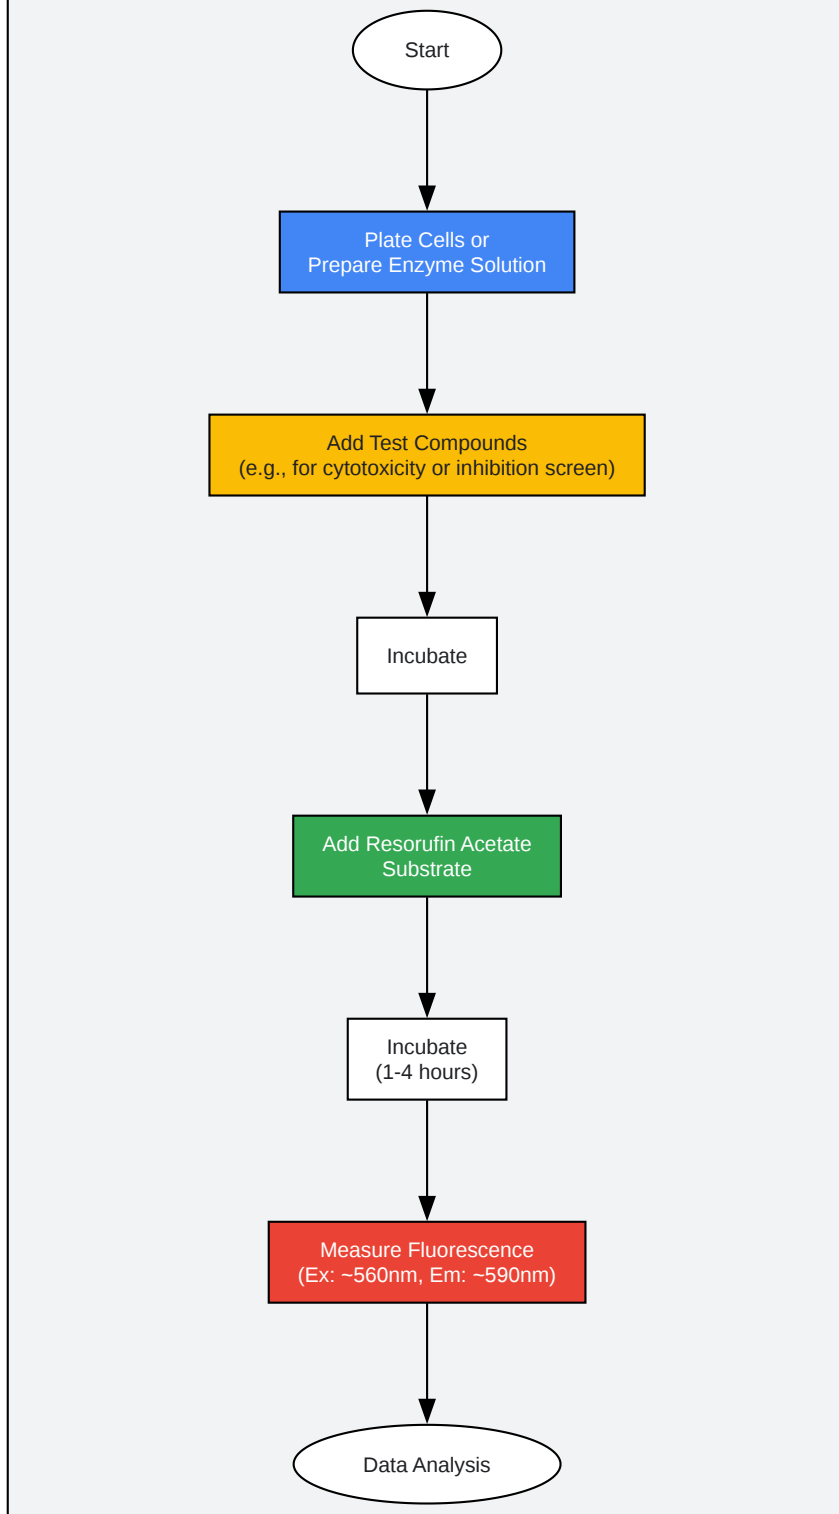 Start
Plate Cells or
Prepare Enzyme Solution
Add Test Compounds
(e.g., for cytotoxicity or inhibition screen)
Incubate
Add Resorufin Acetate
Substrate
Incubate
(1-4 hours)
Measure Fluorescence
(Ex: ~560nm, Em: ~590nm)
Data Analysis